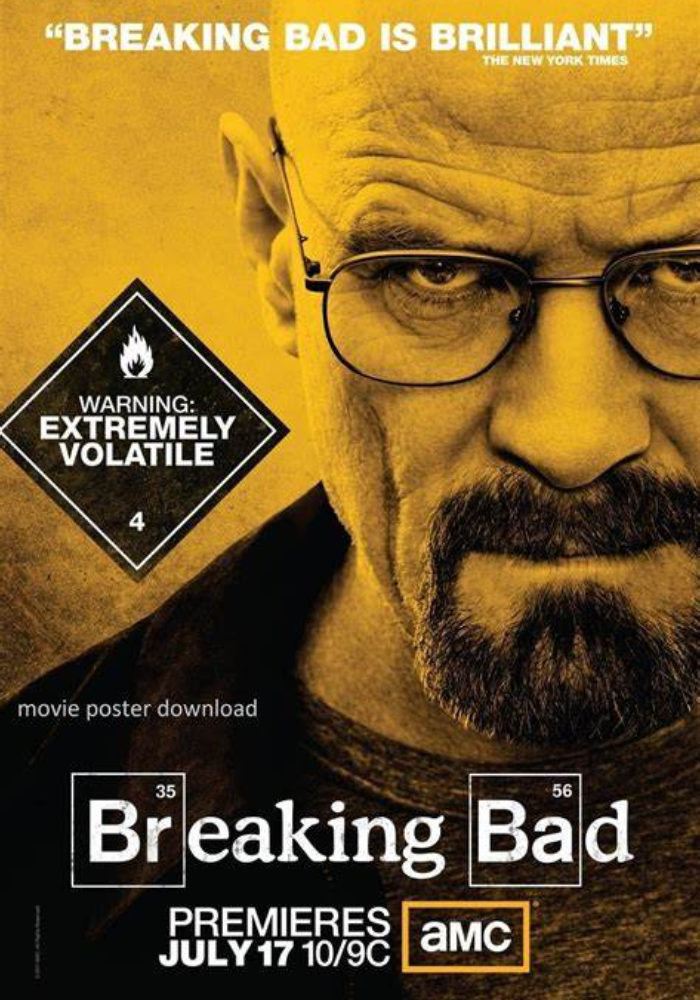 “BREAKING BAD IS BRILLIANT”
THE NEW YORK TIMES
WARNING:
EXTREMELY
VOLATILE
4
movie poster download
35
56
Breaking Bad
PREMIERES
JULY 17 10/9C
aMC